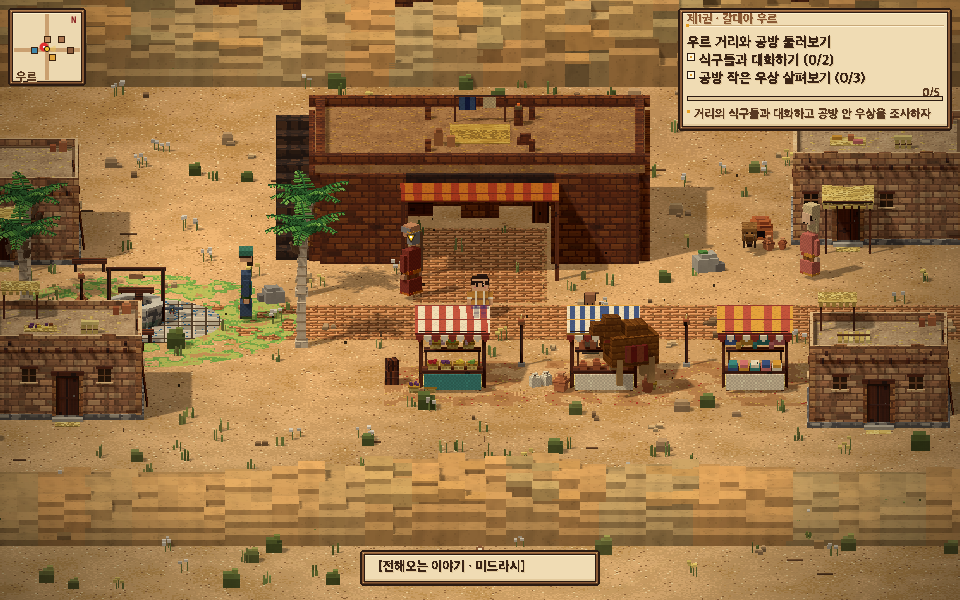 N
우르
제1권 · 갈대아 우르
우르 거리와 공방 둘러보기
식구들과 대화하기 (0/2)
공방 작은 우상 살펴보기 (0/3)
0/5
거리의 식구들과 대화하고 공방 안 우상을 조사하자
[전해오는 이야기 · 미드라시]